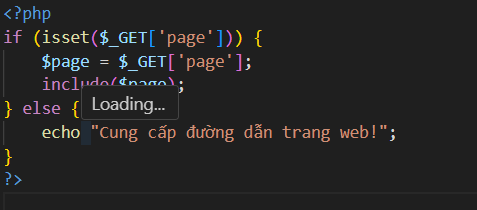 <?php
if (isset($_GET['page'])) {
    $page = $_GET['page'];
    include($page);
} else {
Loading...
    echo "Cung cấp đường dẫn trang web!";
}
?>